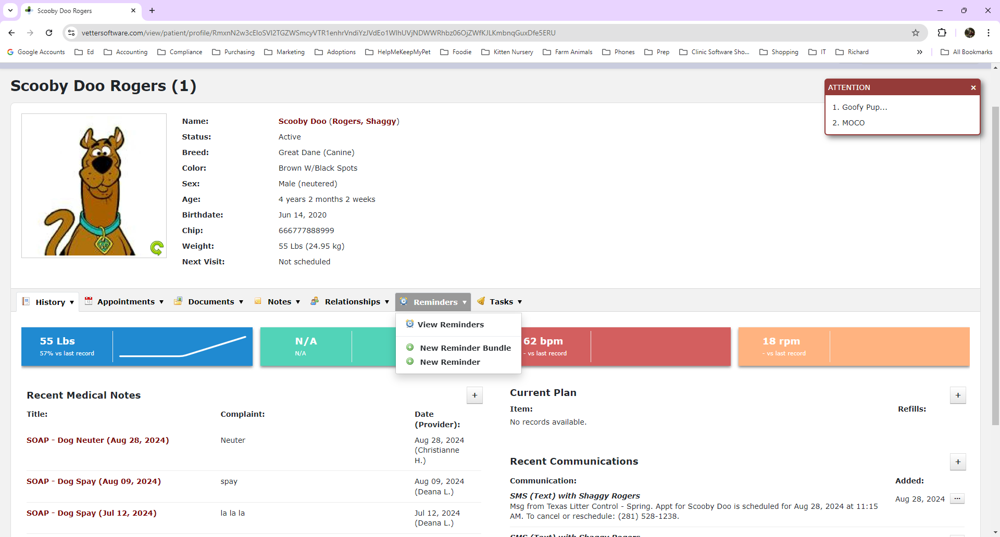 Scooby Doo Rogers
vettersoftware.com/view/patient/profile/RmxnN2w3cEloSVl2TGZWSmcyVTR1enhrVndiYzJVdEo1WlhUVjNDWWRhbz06OjZWfKJLKmbnqGuxDfe5ERU
Google Accounts Ed Accounting Compliance Purchasing Marketing Adoptions HelpMeKeepMyPet Foodie Kitten Nursery Farm Animals Phones Prep Clinic Software Sho... Shopping IT Richard » All Bookmarks
Scooby Doo Rogers (1)
ATTENTION ×
1. Goofy Pup...
2. MOCO
Name: Scooby Doo (Rogers, Shaggy)
Status: Active
Breed: Great Dane (Canine)
Color: Brown W/Black Spots
Sex: Male (neutered)
Age: 4 years 2 months 2 weeks
Birthdate: Jun 14, 2020
Chip: 666777888999
Weight: 55 Lbs (24.95 kg)
Next Visit: Not scheduled
History Appointments Documents Notes Relationships Reminders Tasks
View Reminders
New Reminder Bundle
New Reminder
55 Lbs
57% vs last record
N/A
N/A
62 bpm
- vs last record
18 rpm
- vs last record
Recent Medical Notes +
Title: Complaint: Date (Provider):
SOAP - Dog Neuter (Aug 28, 2024) Neuter Aug 28, 2024
(Christianne
H.)
SOAP - Dog Spay (Aug 09, 2024) spay Aug 09, 2024
(Deana L.)
SOAP - Dog Spay (Jul 12, 2024) la la la Jul 12, 2024
(Deana L.)
Current Plan +
Item: Refills:
No records available.
Recent Communications +
Communication: Added:
SMS (Text) with Shaggy Rogers
Msg from Texas Litter Control - Spring. Appt for Scooby Doo is scheduled for Aug 28, 2024 at 11:15 Aug 28, 2024 ...
AM. To cancel or reschedule: (281) 528-1238.
SMS (Text) with Shaggy Rogers